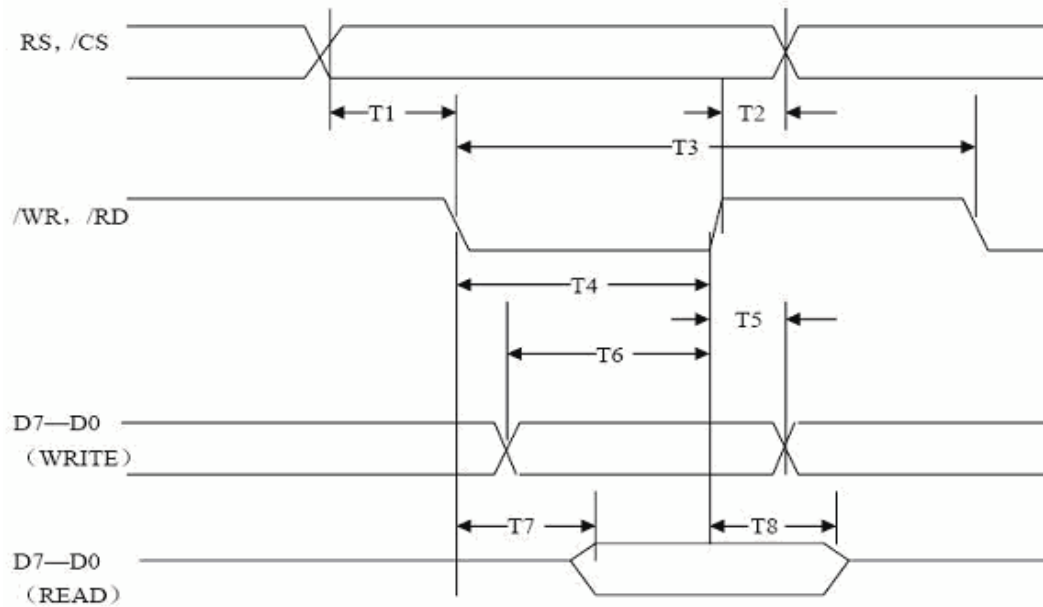 RS，/CS
T1
T2
T3
/WR，/RD
T4
T5
T6
D7—D0
（WRITE）
T7
T8
D7—D0
（READ）